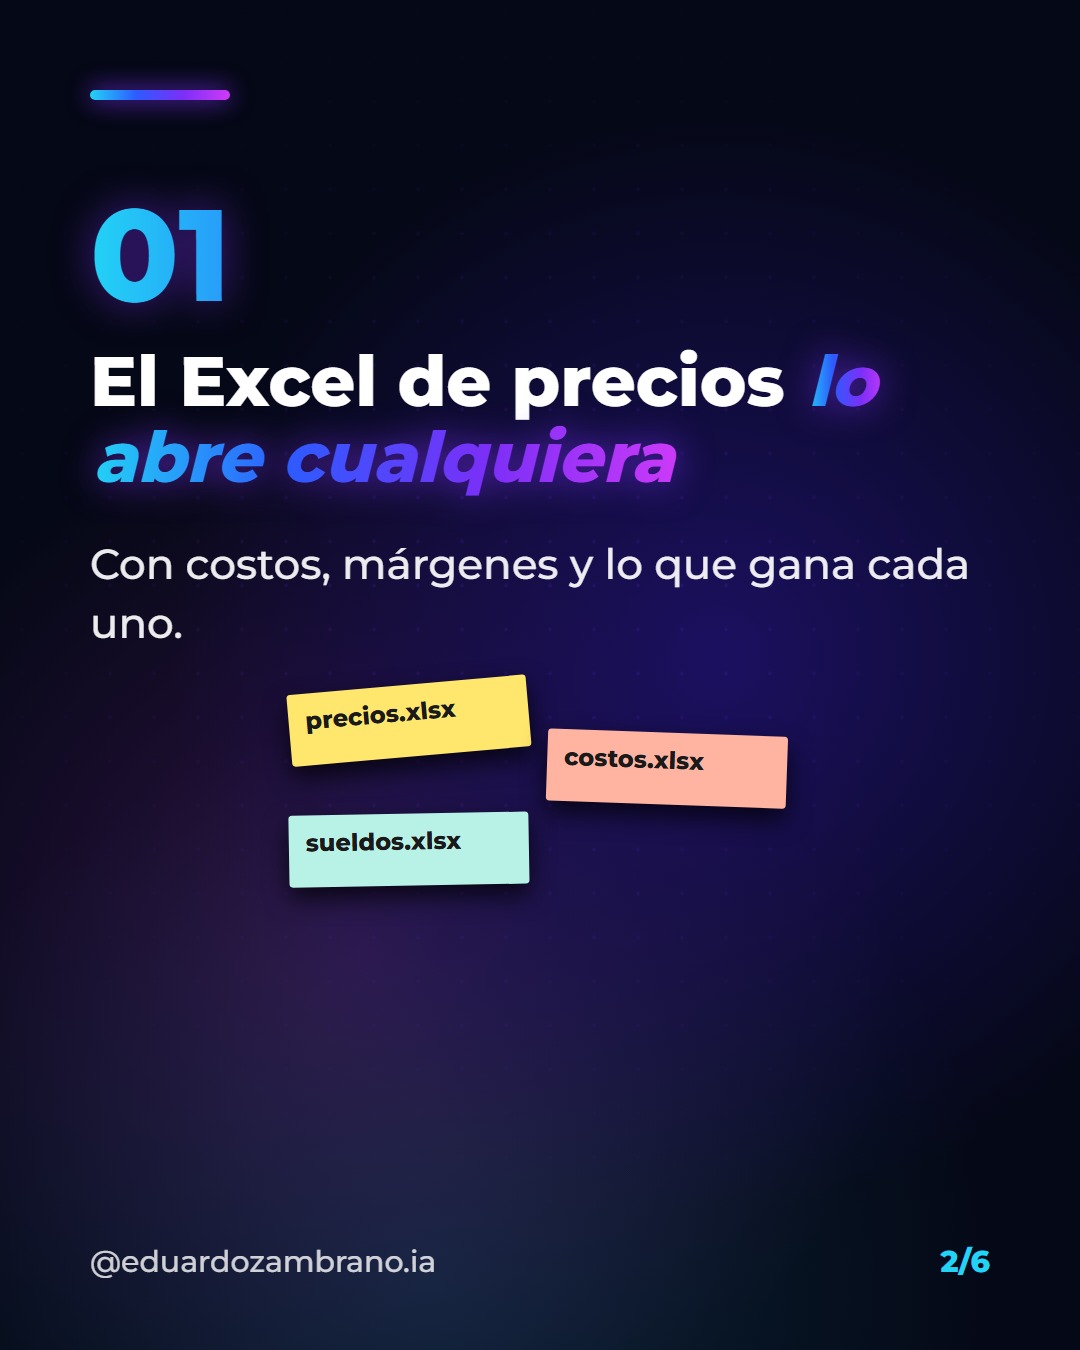 01
El Excel de precios lo
abre cualquiera
Con costos, márgenes y lo que gana cada
uno.
precios.xlsx
costos.xlsx
sueldos.xlsx
@eduardozambrano.ia
2/6